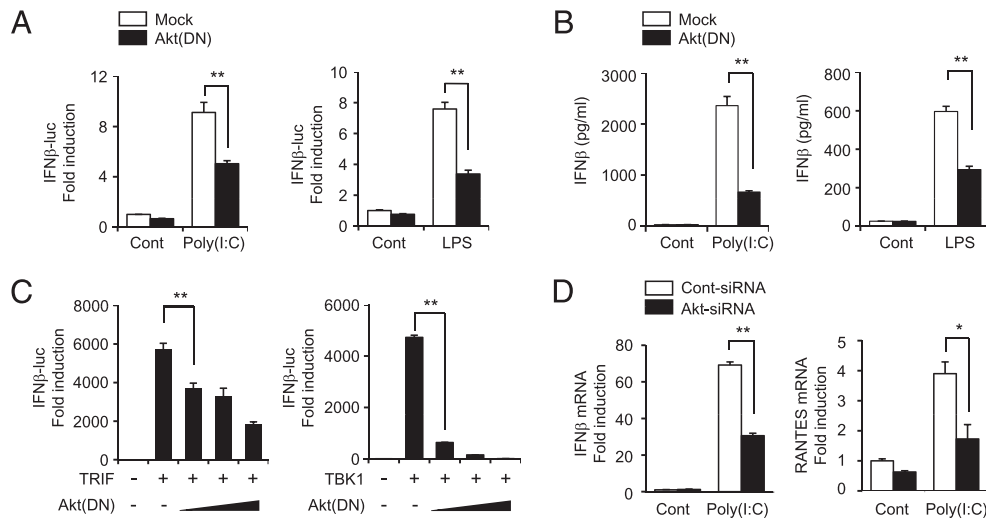 A
Mock
Akt(DN)
IFNβ-luc
Fold induction
12
8
4
0
Cont Poly(I:C)
**
IFNβ-luc
Fold induction
10
8
6
4
2
0
Cont LPS
**
B
Mock
Akt(DN)
IFNβ (pg/ml)
3000
2000
1000
0
Cont Poly(I:C)
**
IFNβ (pg/ml)
800
600
400
200
0
Cont LPS
**
C
IFNβ-luc
Fold induction
8000
6000
4000
2000
0
**
TRIF - + + + +
Akt(DN) - -
IFNβ-luc
Fold induction
6000
4000
2000
0
**
TBK1 - + + + +
Akt(DN) - -
D
Cont-siRNA
Akt-siRNA
IFNβ mRNA
Fold induction
80
60
40
20
0
Cont Poly(I:C)
**
RANTES mRNA
Fold induction
5
4
3
2
1
0
Cont Poly(I:C)
*